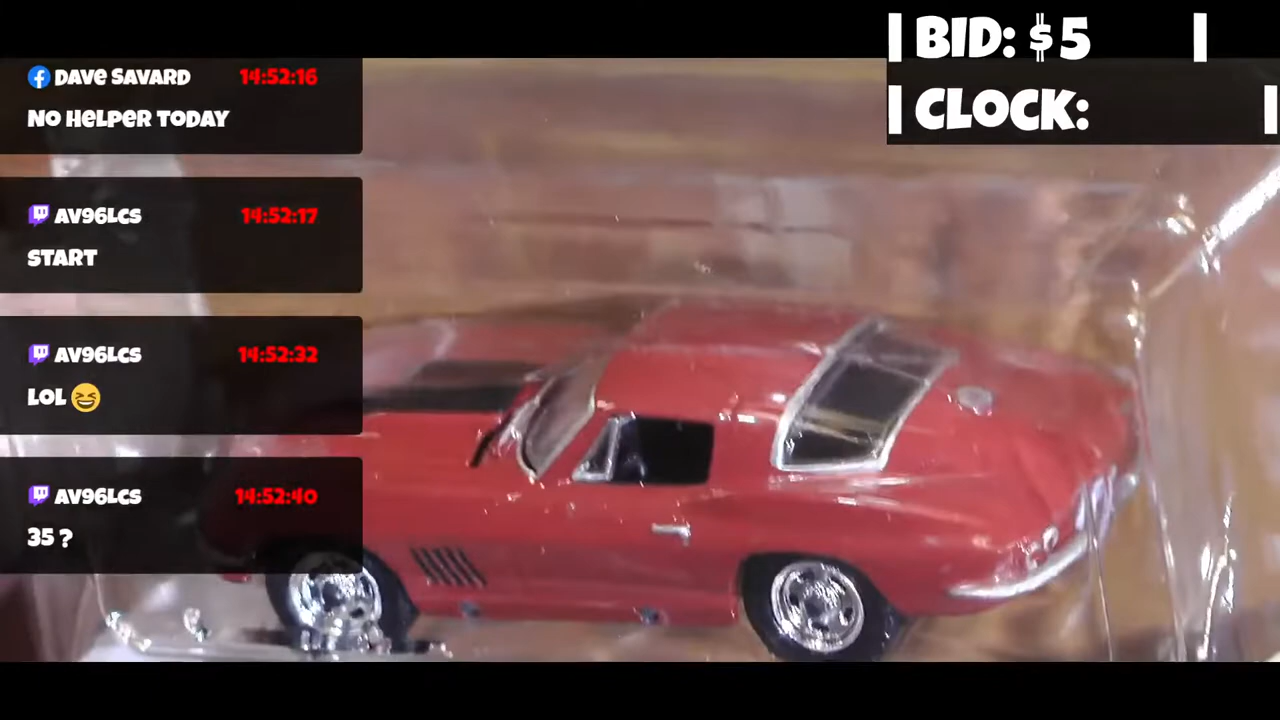 | BID: $5 |
| CLOCK: |
DAVE SAVARD 14:52:16
NO HELPER TODAY
AV96LCS 14:52:17
START
AV96LCS 14:52:32
LOL 😆
AV96LCS 14:52:40
35 ?